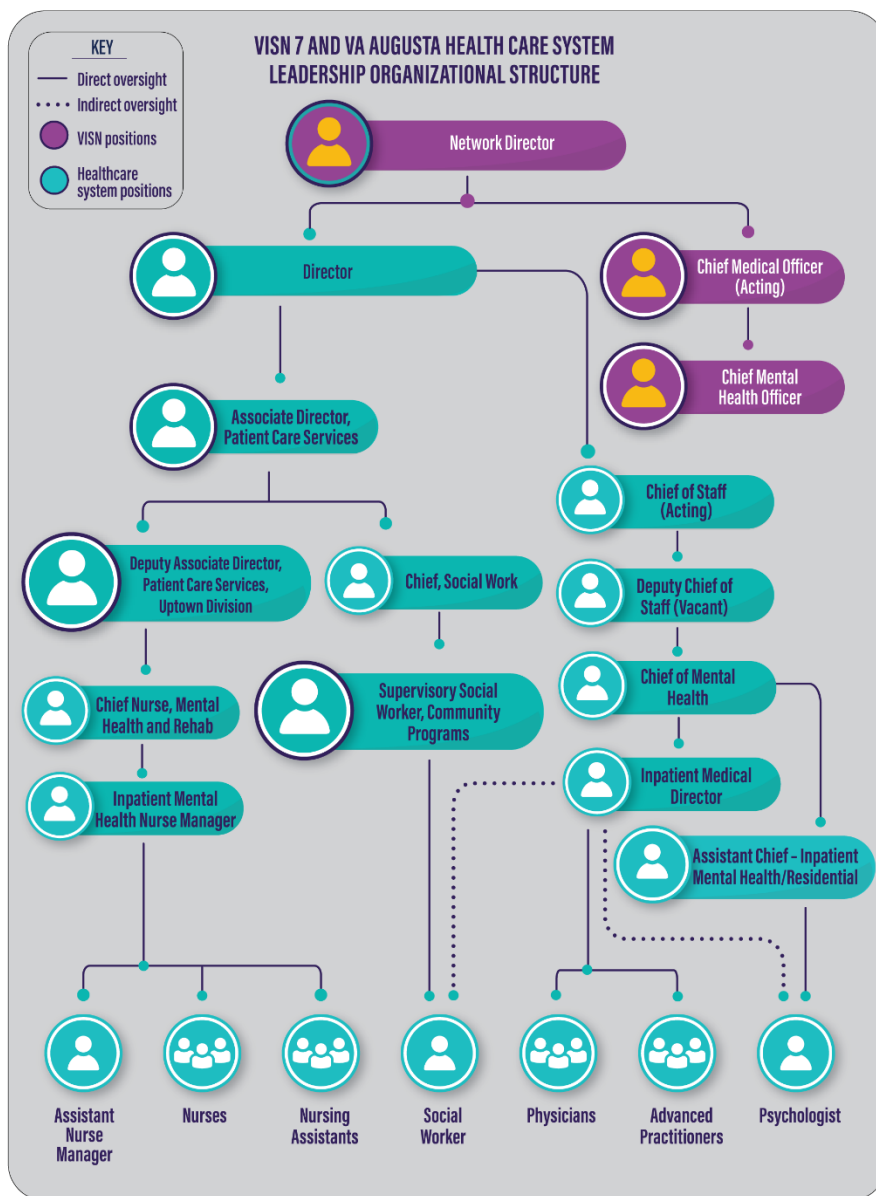 KEY
Direct oversight
Indirect oversight
VISN positions
Healthcare
system positions
VISN 7 AND VA AUGUSTA HEALTH CARE SYSTEM
LEADERSHIP ORGANIZATIONAL STRUCTURE
Network Director
Director
Chief Medical Officer
(Acting)
Chief Mental
Health Officer
Associate Director,
Patient Care Services
Chief of Staff
(Acting)
Deputy Associate Director,
Patient Care Services,
Uptown Division
Chief, Social Work
Deputy Chief of
Staff (Vacant)
Chief Nurse, Mental
Health and Rehab
Supervisory Social
Worker, Community
Programs
Chief of Mental
Health
Inpatient Mental
Health Nurse Manager
Inpatient Medical
Director
Assistant Chief – Inpatient
Mental Health/Residential
Assistant
Nurse
Manager
Nurses
Nursing
Assistants
Social
Worker
Physicians
Advanced
Practitioners
Psychologist